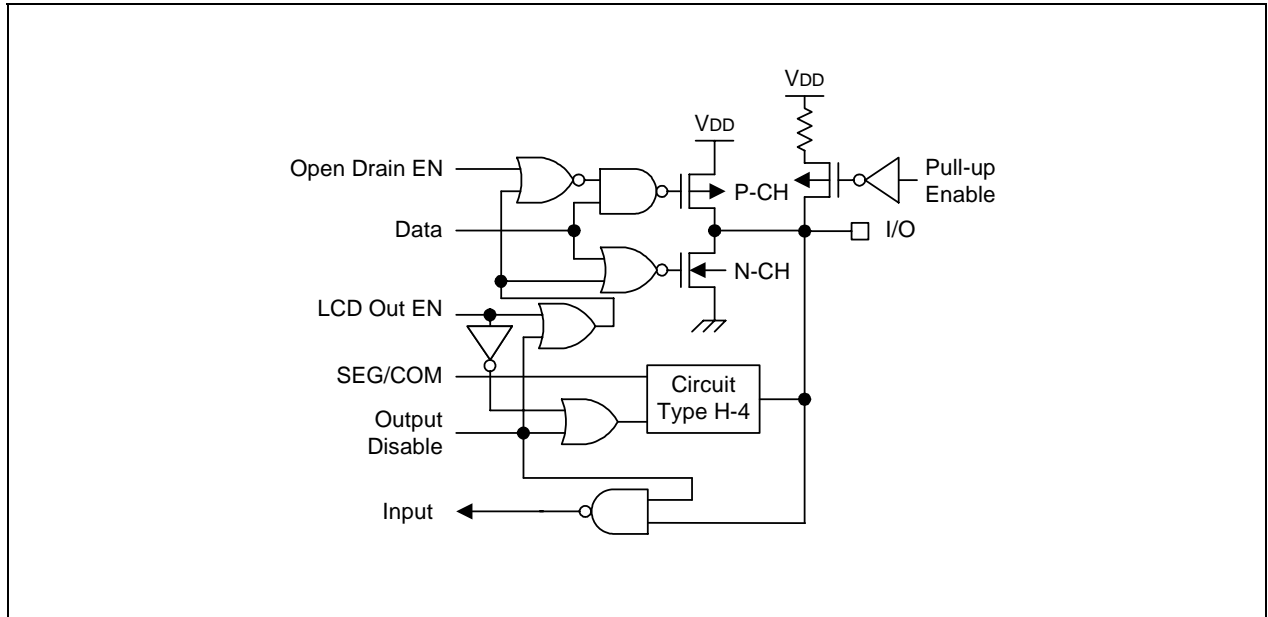 VDD
VDD
Open Drain EN
P-CH
Pull-up
Enable
Data
I/O
N-CH
LCD Out EN
SEG/COM
Circuit
Type H-4
Output
Disable
Input